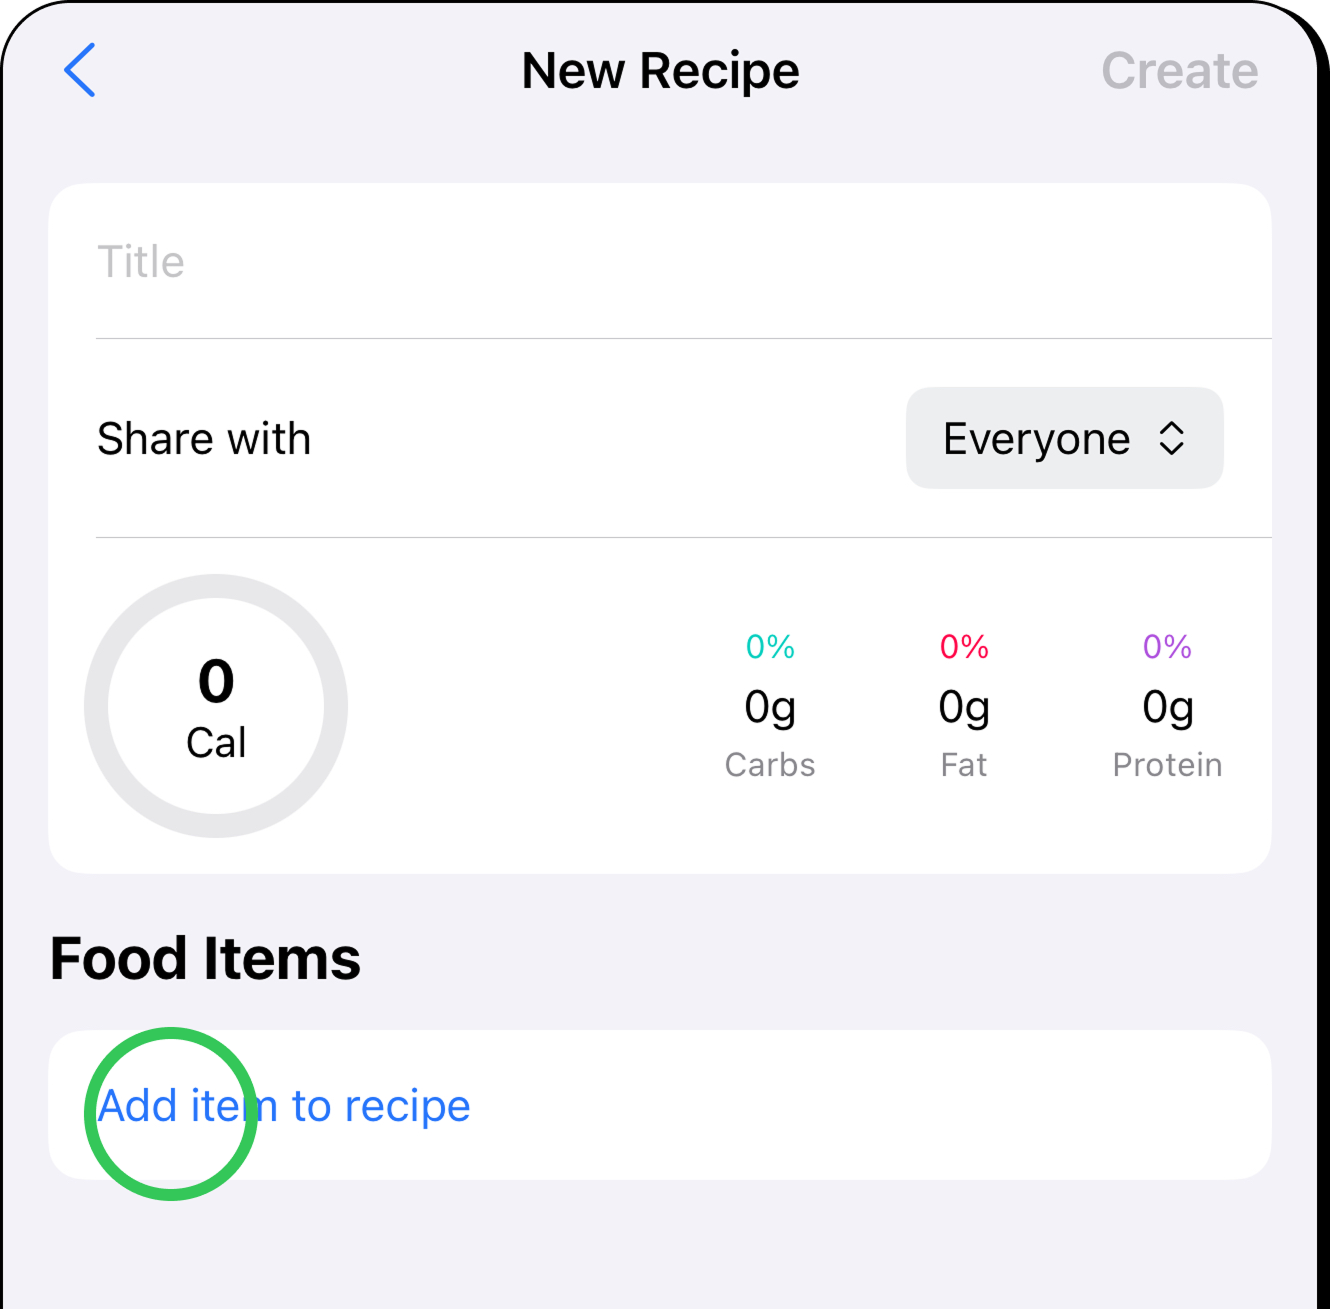 New Recipe
Create
Title
Share with
Everyone
0
Cal
0% 0% 0%
0g 0g 0g
Carbs Fat Protein
Food Items
Add item to recipe